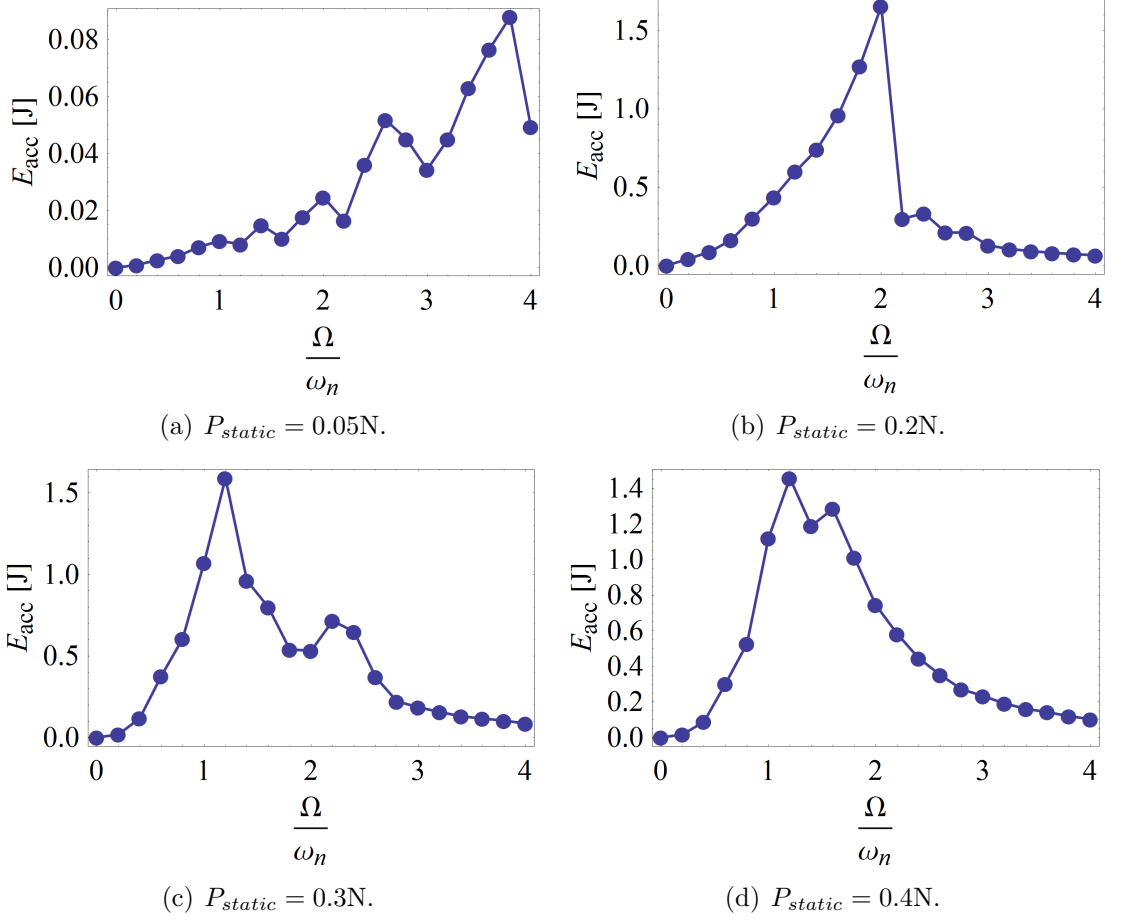 0.08
0.06
0.04
0.02
0.00
E_acc [J]
0 1 2 3 4
Ω
ω_n
(a) P_static = 0.05N.
1.5
1.0
0.5
0.0
E_acc [J]
0 1 2 3 4
Ω
ω_n
(b) P_static = 0.2N.
1.5
1.0
0.5
0.0
E_acc [J]
0 1 2 3 4
Ω
ω_n
(c) P_static = 0.3N.
1.4
1.2
1.0
0.8
0.6
0.4
0.2
0.0
E_acc [J]
0 1 2 3 4
Ω
ω_n
(d) P_static = 0.4N.